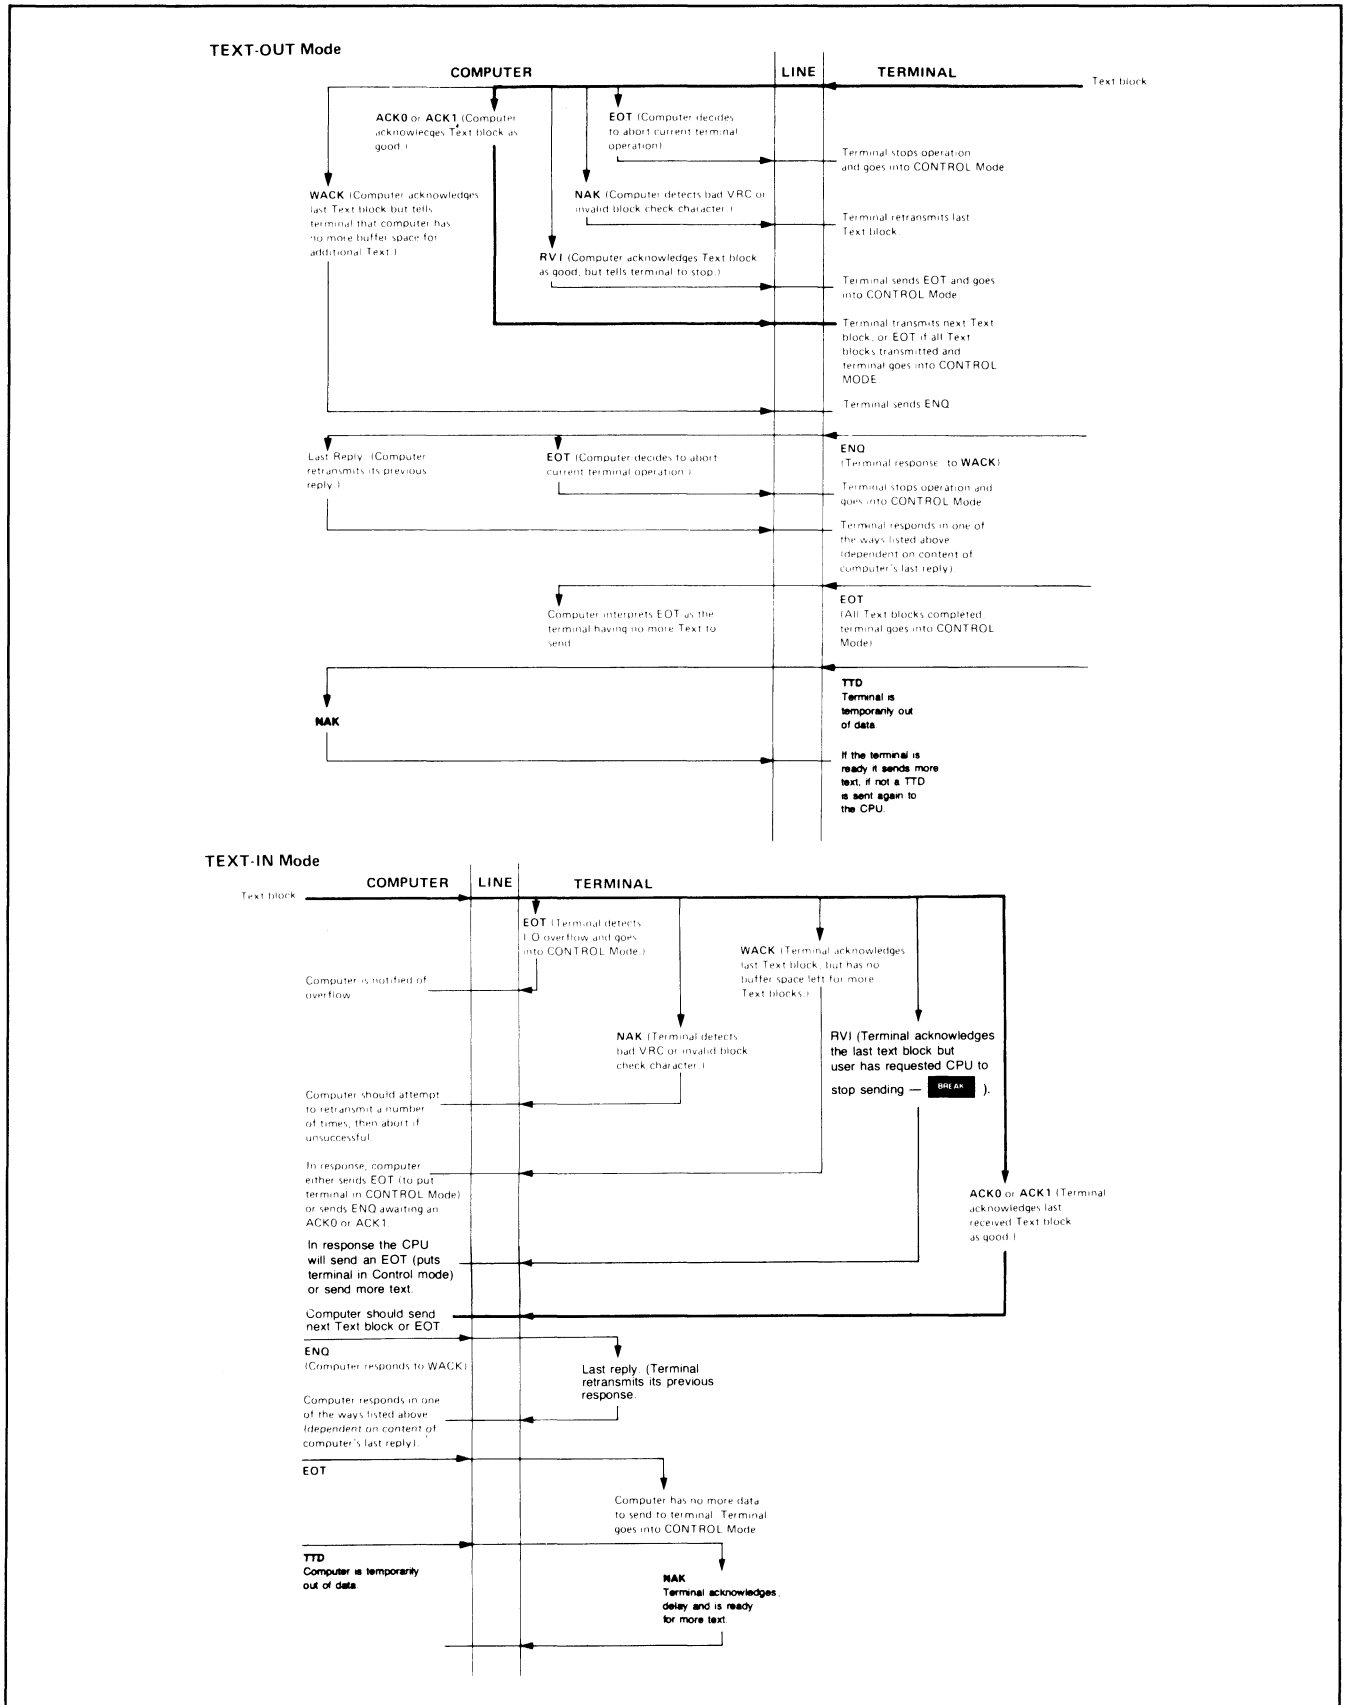 TEXT-OUT Mode
COMPUTER
LINE
TERMINAL
Text block
ACK0 or ACK1 (Computer
acknowledges Text block as
good.)
EOT (Computer decides
to abort current terminal
operation)
Terminal stops operation
and goes into CONTROL Mode
WACK (Computer acknowledges
last Text block but tells
terminal that computer has
no more buffer space for
additional Text.)
NAK (Computer detects bad VRC or
invalid block check character.)
Terminal retransmits last
Text block.
RVI (Computer acknowledges Text block
as good, but tells terminal to stop.)
Terminal sends EOT and goes
into CONTROL Mode
Terminal transmits next Text
block, or EOT if all Text
blocks transmitted and
terminal goes into CONTROL
MODE
Terminal sends ENQ
Last Reply. (Computer
retransmits its previous
reply.)
EOT (Computer decides to abort
current terminal operation.)
ENQ
(Terminal response to WACK)
Terminal stops operation and
goes into CONTROL Mode
Terminal responds in one of
the ways listed above
(dependent on content of
computer's last reply).
EOT
(All Text blocks completed
terminal goes into CONTROL
Mode)
Computer interprets EOT as the
terminal having no more Text to
send
TTD
Terminal is
temporarily out
of data.
NAK
If the terminal is
ready it sends more
text, if not a TTD
is sent again to
the CPU.
TEXT-IN Mode
COMPUTER
LINE
TERMINAL
Text block
EOT (Terminal detects
I O overflow and goes
into CONTROL Mode.)
WACK (Terminal acknowledges
last Text block, but has no
buffer space left for more
Text blocks.)
Computer is notified of
overflow
NAK (Terminal detects
bad VRC or invalid block
check character.)
RVI (Terminal acknowledges
the last text block but
user has requested CPU to
stop sending — BREAK ).
Computer should attempt
to retransmit a number
of times, then abort if
unsuccessful
In response, computer
either sends EOT (to put
terminal in CONTROL Mode)
or sends ENQ awaiting an
ACK0 or ACK1.
ACK0 or ACK1 (Terminal
acknowledges last
received Text block
as good.)
In response the CPU
will send an EOT (puts
terminal in Control mode)
or send more text.
Computer should send
next Text block or EOT.
ENQ
(Computer responds to WACK)
Last reply. (Terminal
retransmits its previous
response.
Computer responds in one
of the ways listed above
(dependent on content of
computer's last reply).
EOT
Computer has no more data
to send to terminal. Terminal
goes into CONTROL Mode
TTD
Computer is temporarily
out of data.
NAK
Terminal acknowledges,
delay and is ready
for more text.